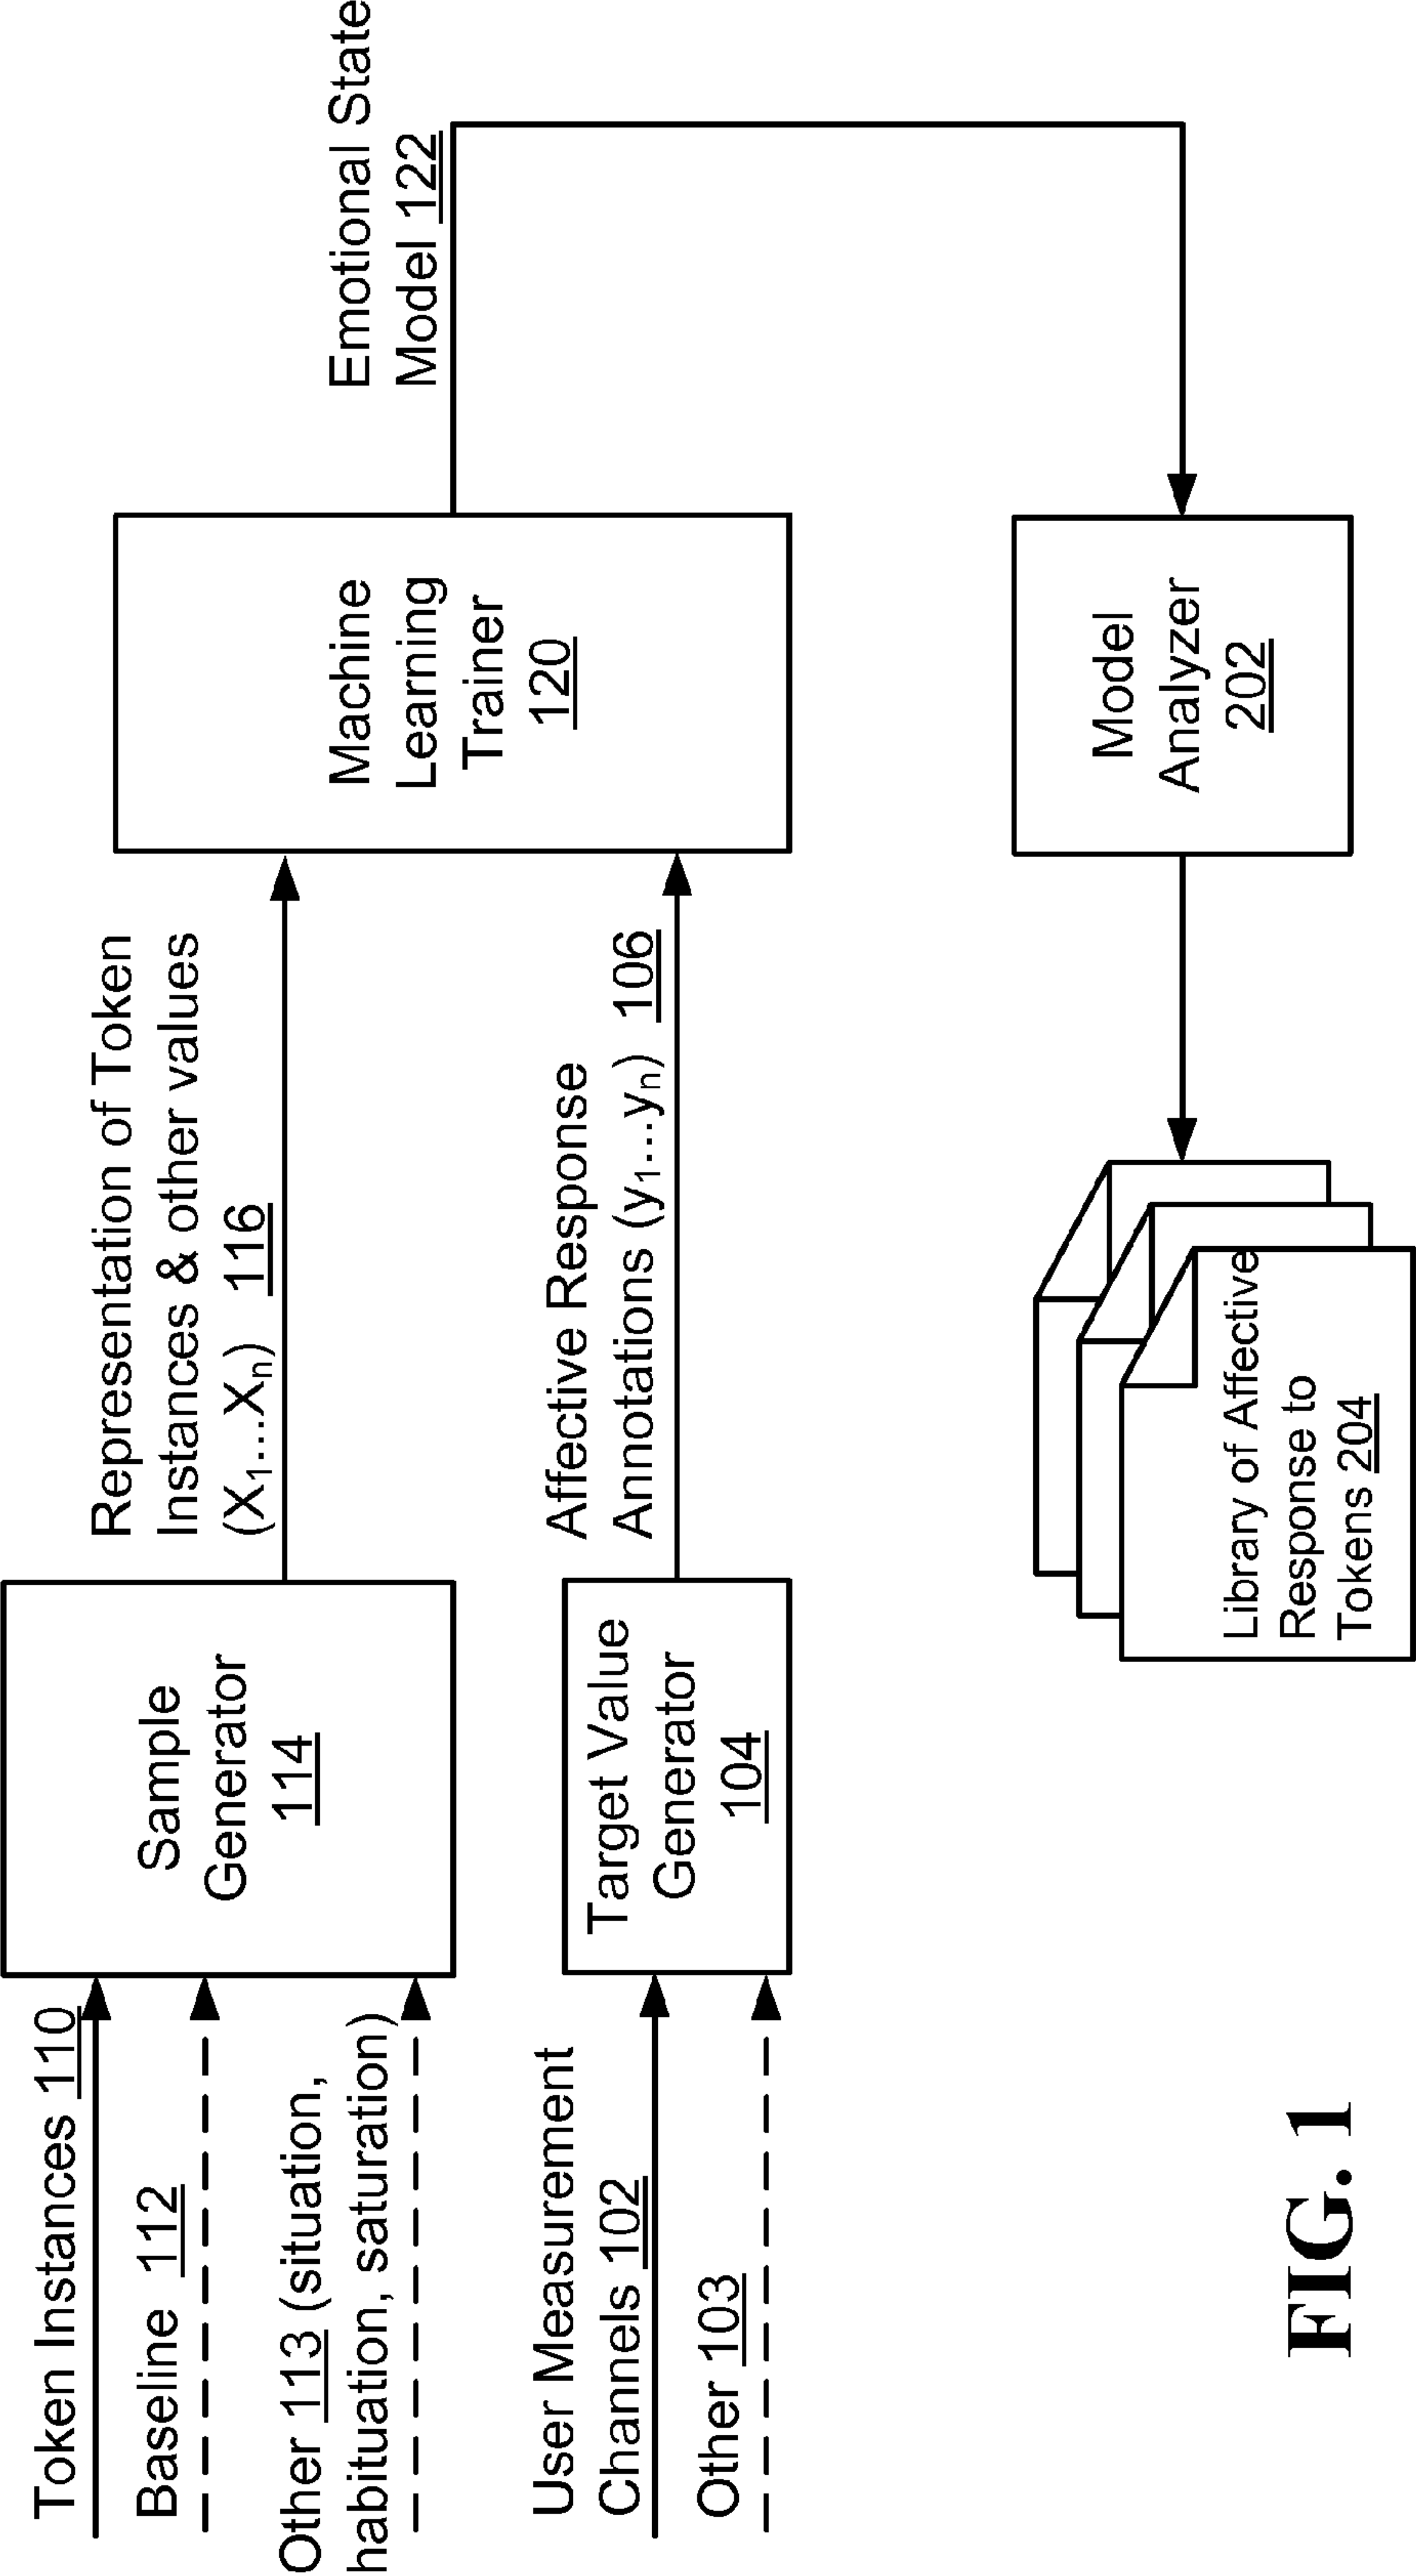 Token Instances 110
Baseline 112
Other 113 (situation,
habituation, saturation)
User Measurement
Channels 102
Other 103
Sample
Generator
114
Target Value
Generator
104
Representation of Token
Instances & other values
(X₁...Xₙ) 116
Affective Response
Annotations (y₁...yₙ) 106
Machine
Learning
Trainer
120
Emotional State
Model 122
Model
Analyzer
202
Library of Affective
Response to
Tokens 204
FIG. 1